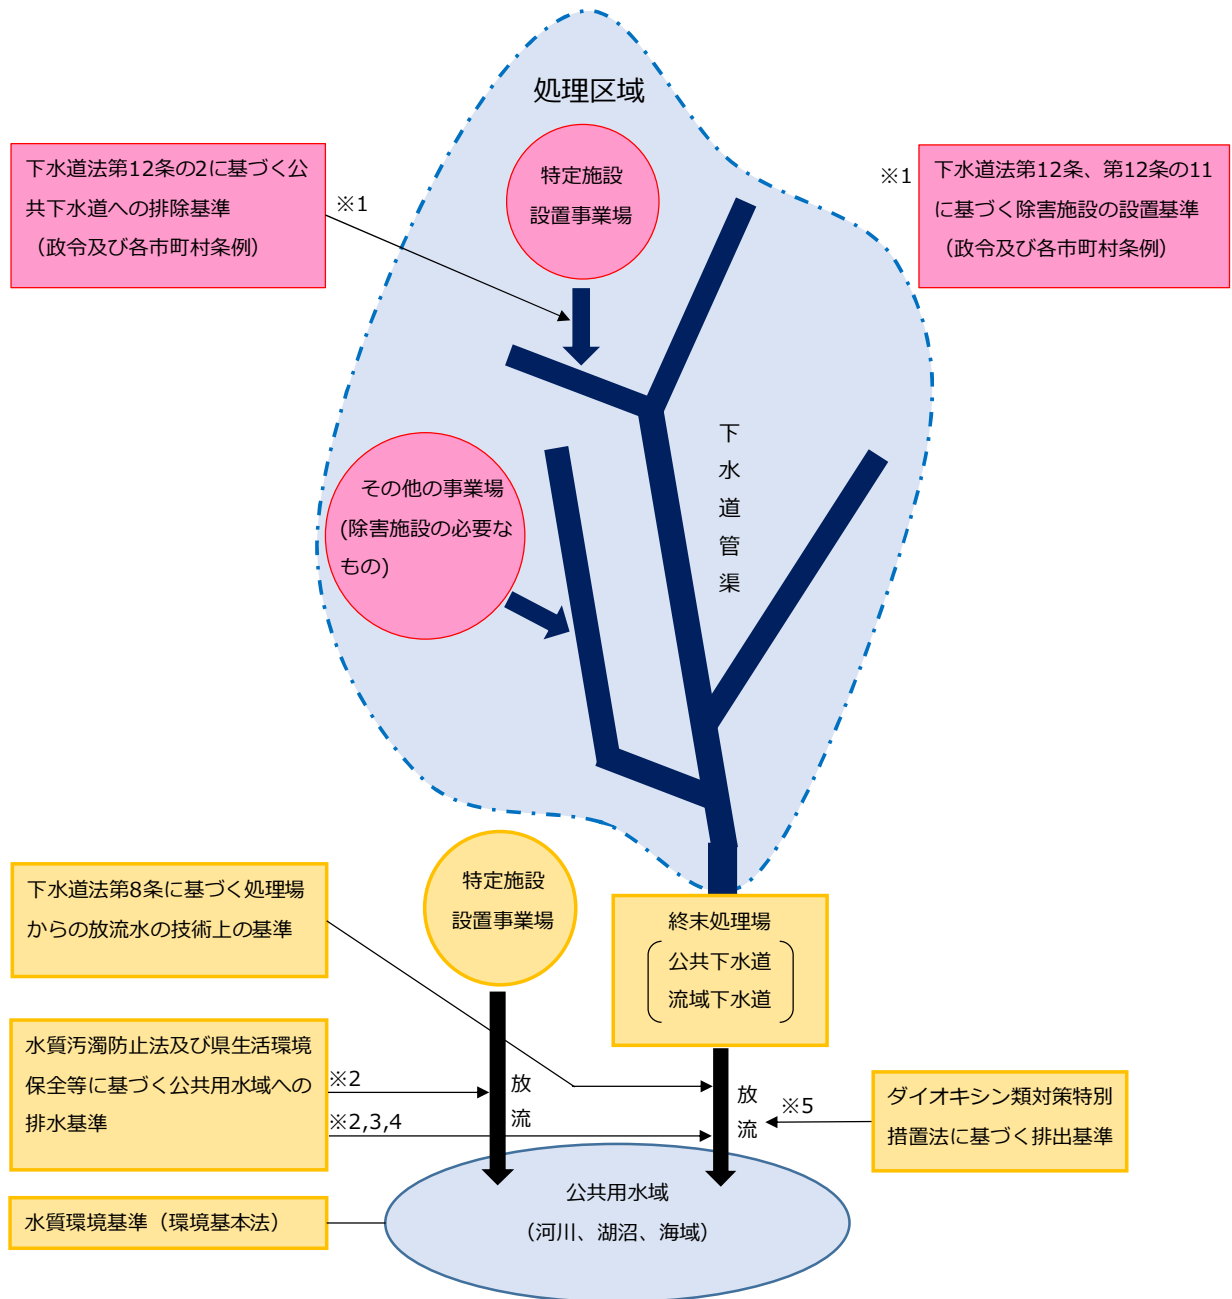 処理区域
下水道法第12条の2に基づく公
共下水道への排除基準
（政令及び各市町村条例）
※1
特定施設
設置事業場
※1
下水道法第12条、第12条の11
に基づく除害施設の設置基準
（政令及び各市町村条例）
下水道管渠
その他の事業場
(除害施設の必要な
もの)
下水道法第8条に基づく処理場
からの放流水の技術上の基準
特定施設
設置事業場
終末処理場
公共下水道
流域下水道
水質汚濁防止法及び県生活環境
保全等に基づく公共用水域への
排水基準
※2
※2,3,4
放流
放流
※5
ダイオキシン類対策特別
措置法に基づく排出基準
水質環境基準（環境基本法）
公共用水域
（河川、湖沼、海域）